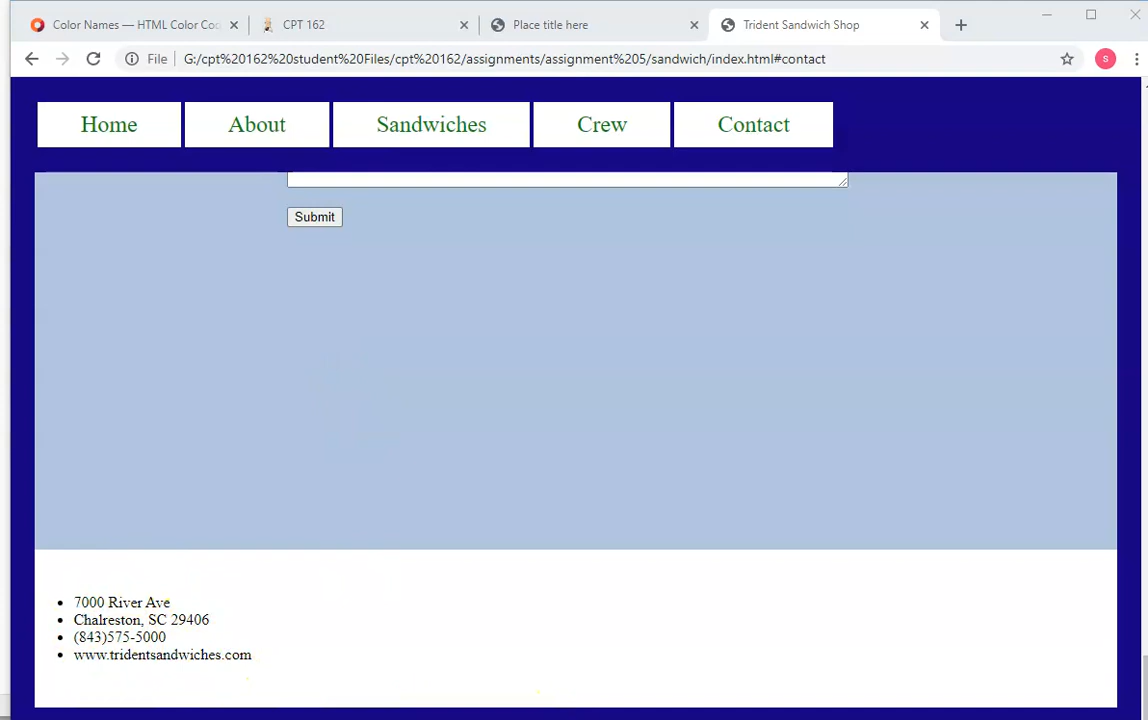 Color Names — HTML Color Co
CPT 162
Place title here
Trident Sandwich Shop
File
G:/cpt%20162%20student%20Files/cpt%20162/assignments/assignment%205/sandwich/index.html#contact
s
Home
About
Sandwiches
Crew
Contact
Submit
7000 River Ave
Chalreston, SC 29406
(843)575-5000
www.tridentsandwiches.com